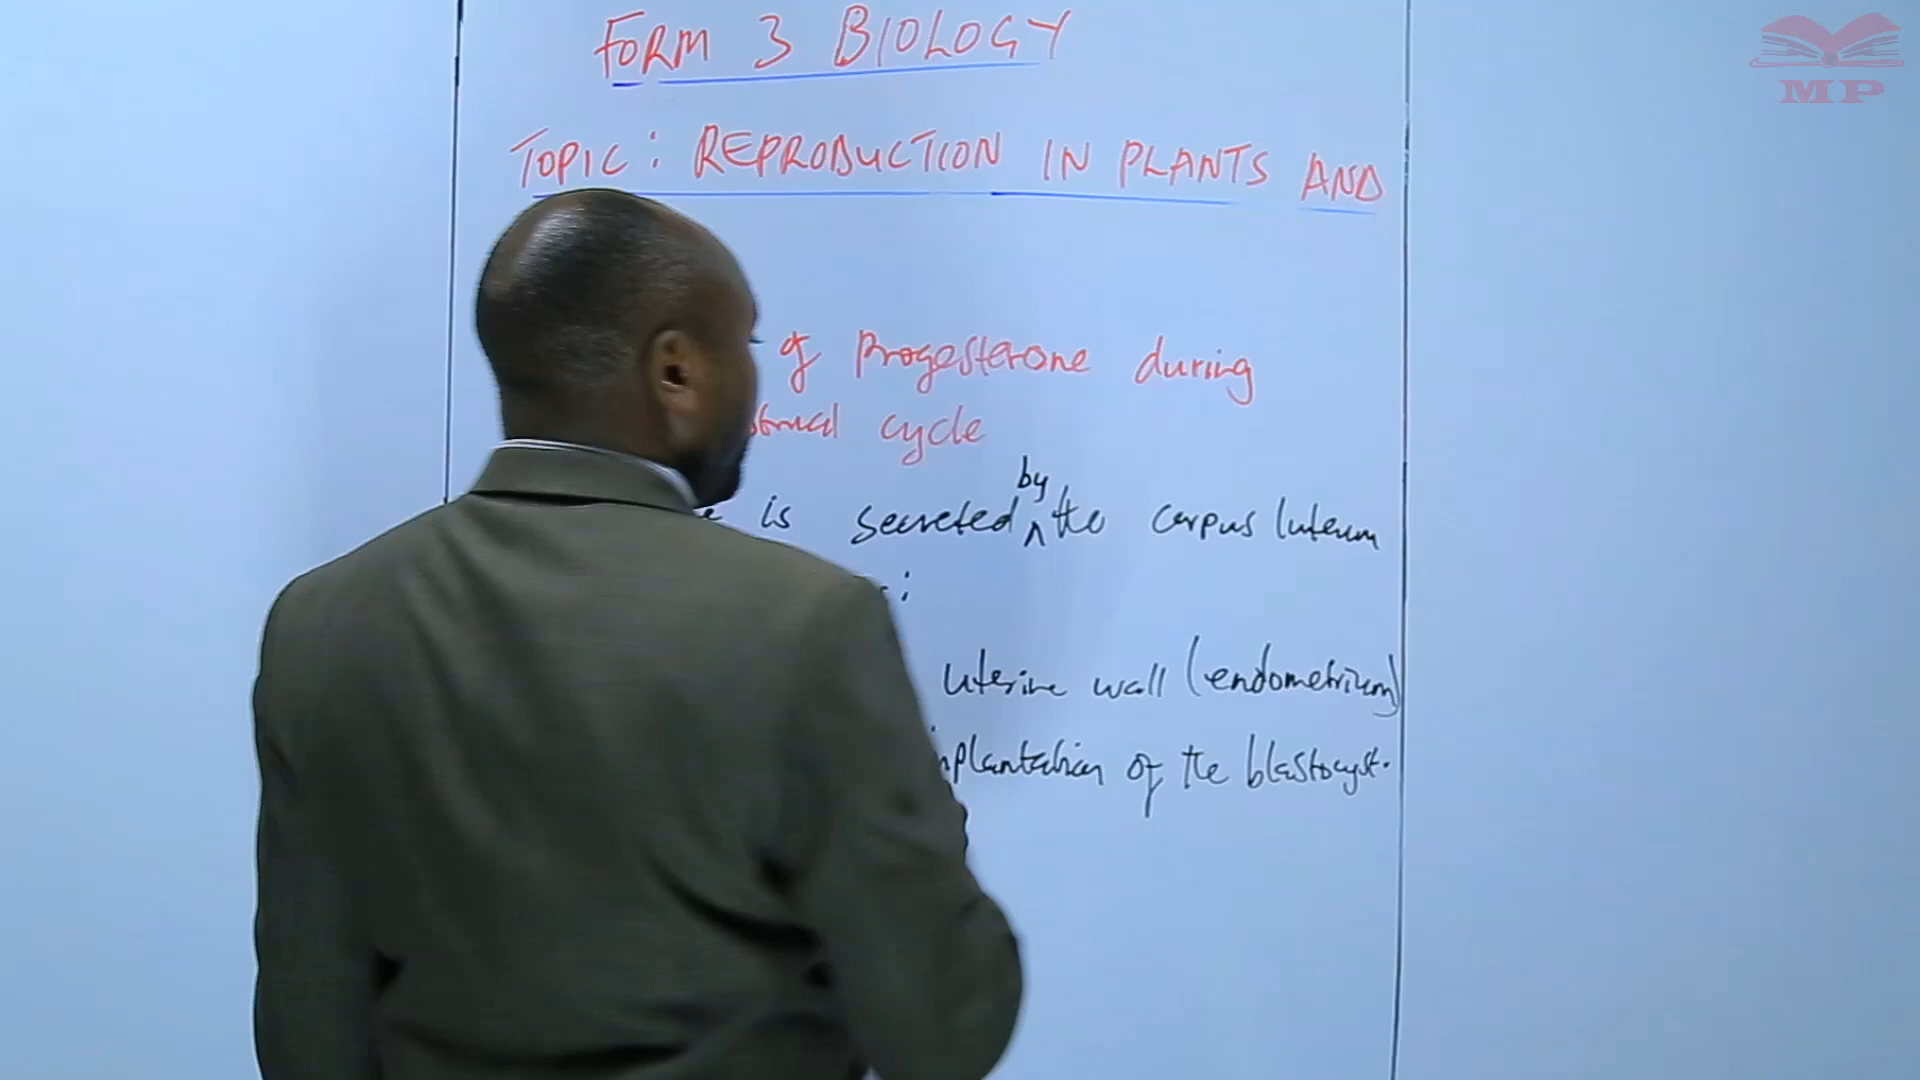 FORM 3 BIOLOGY
TOPIC: REPRODUCTION IN PLANTS AND
of Progesterone during
cycle
by
is secreted ^ the corpus luteum
:
uterine wall (endometrium)
of the blastocyst.
MP